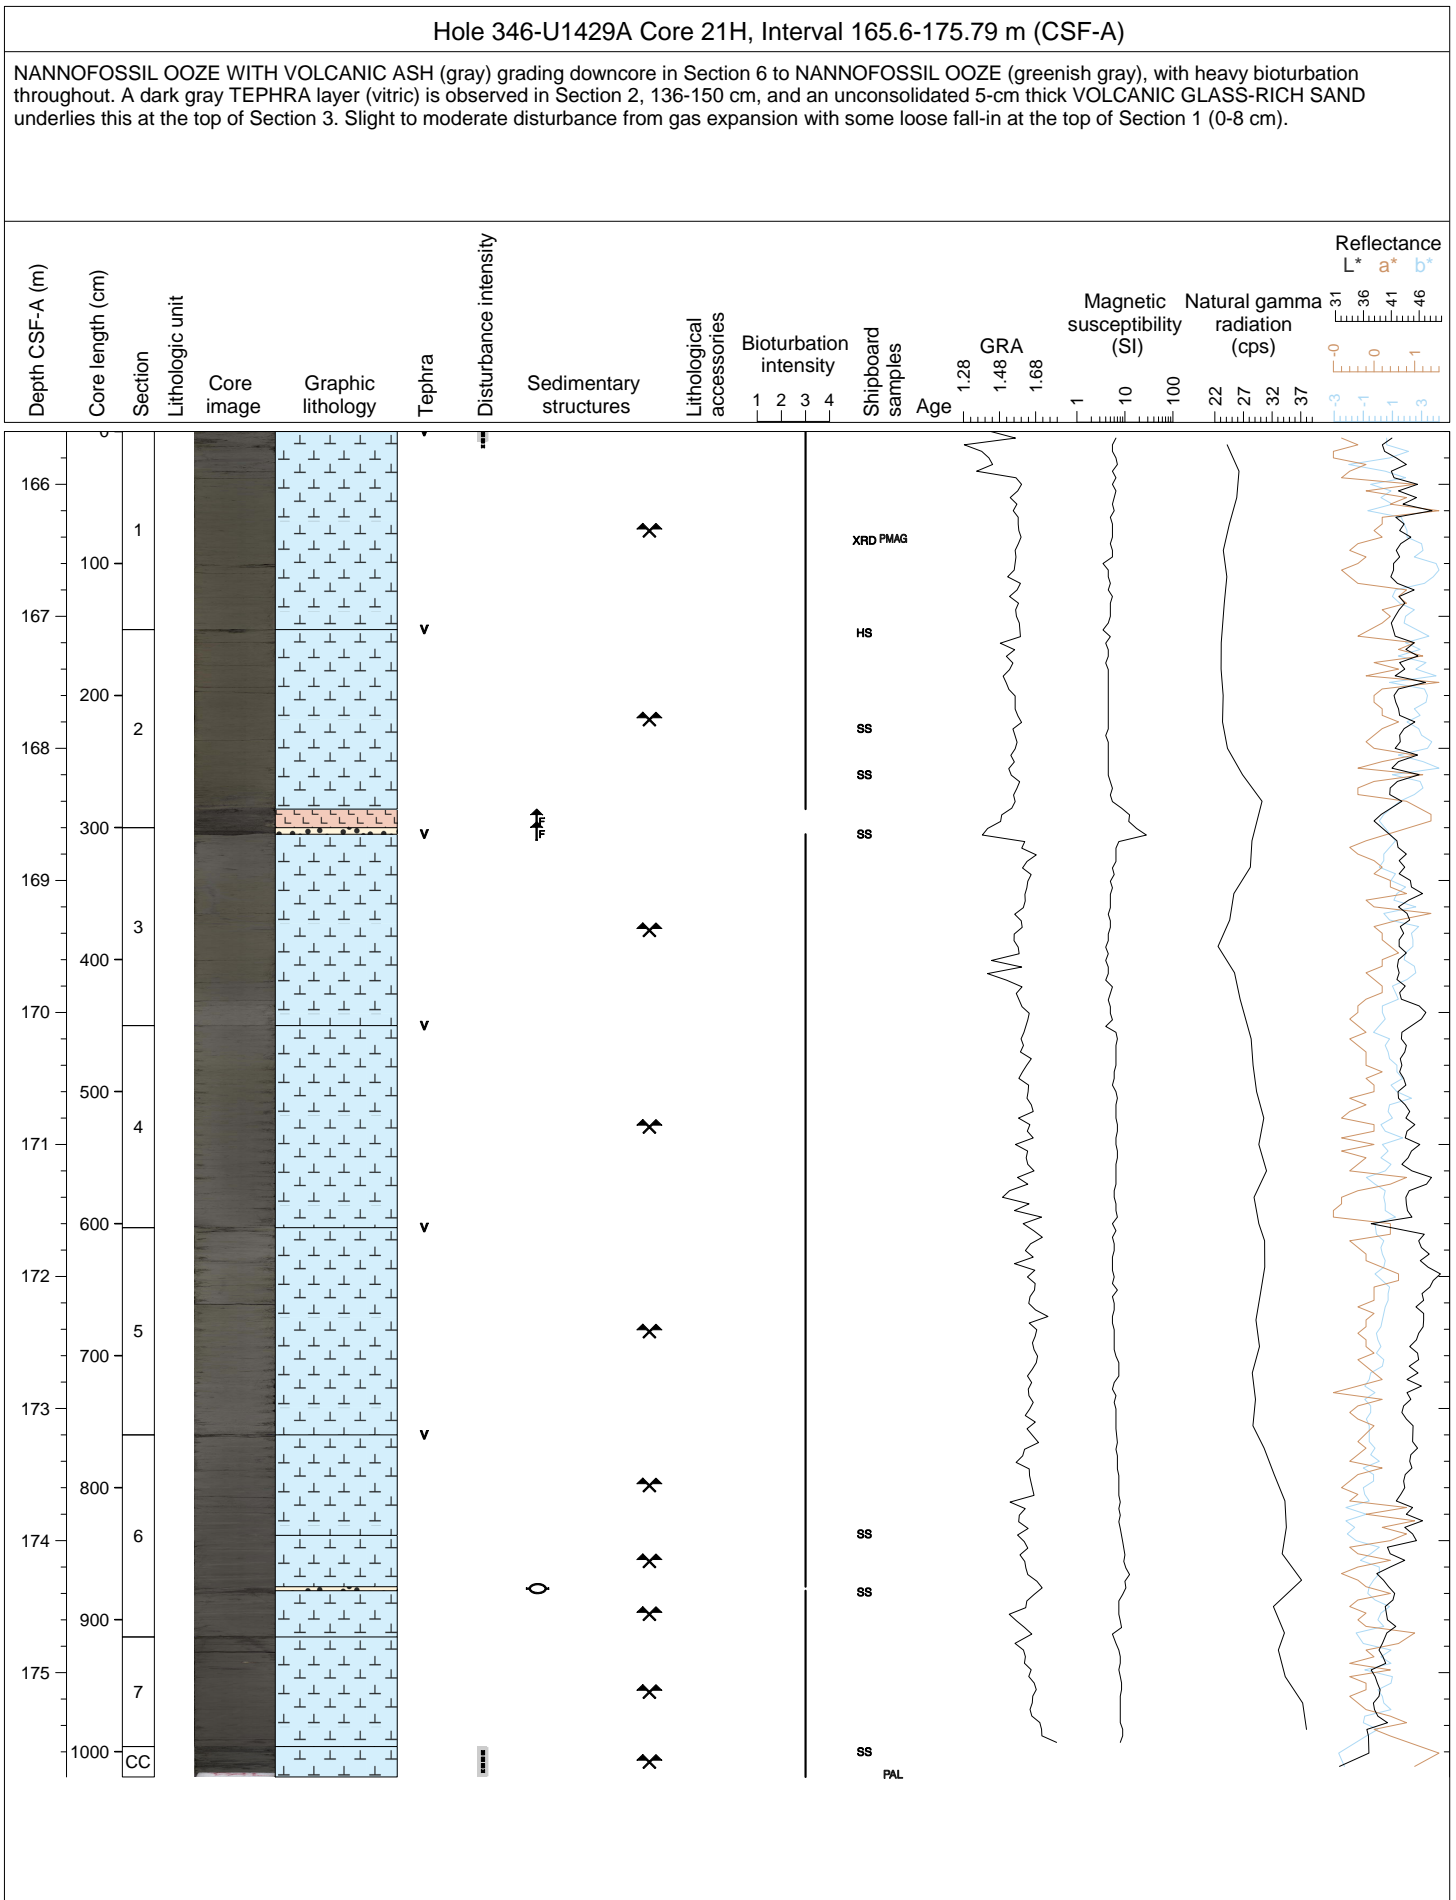 Hole 346-U1429A Core 21H, Interval 165.6-175.79 m (CSF-A)
NANNOFOSSIL OOZE WITH VOLCANIC ASH (gray) grading downcore in Section 6 to NANNOFOSSIL OOZE (greenish gray), with heavy bioturbation
throughout. A dark gray TEPHRA layer (vitric) is observed in Section 2, 136-150 cm, and an unconsolidated 5-cm thick VOLCANIC GLASS-RICH SAND
underlies this at the top of Section 3. Slight to moderate disturbance from gas expansion with some loose fall-in at the top of Section 1 (0-8 cm).
Depth CSF-A (m)
Core length (cm)
Section
Lithologic unit
Core
image
Graphic
lithology
Tephra
Disturbance intensity
Sedimentary
structures
Lithological
accessories
Bioturbation
intensity
1 2 3 4
Shipboard
samples
Age
GRA
1.28 1.48 1.68
Magnetic
susceptibility
(SI)
1 10 100
Natural gamma
radiation
(cps)
22 27 32 37
Reflectance
L* a* b*
31 36 41 46
-0 0 1
-3 -1 1 3
0
V
166
1
XRD PMAG
100
167
V
HS
200
2
SS
168
SS
F
300
V
F
SS
169
3
400
170
V
500
4
171
600
V
172
5
700
173
V
800
6
SS
174
SS
900
175
7
1000
CC
SS
PAL